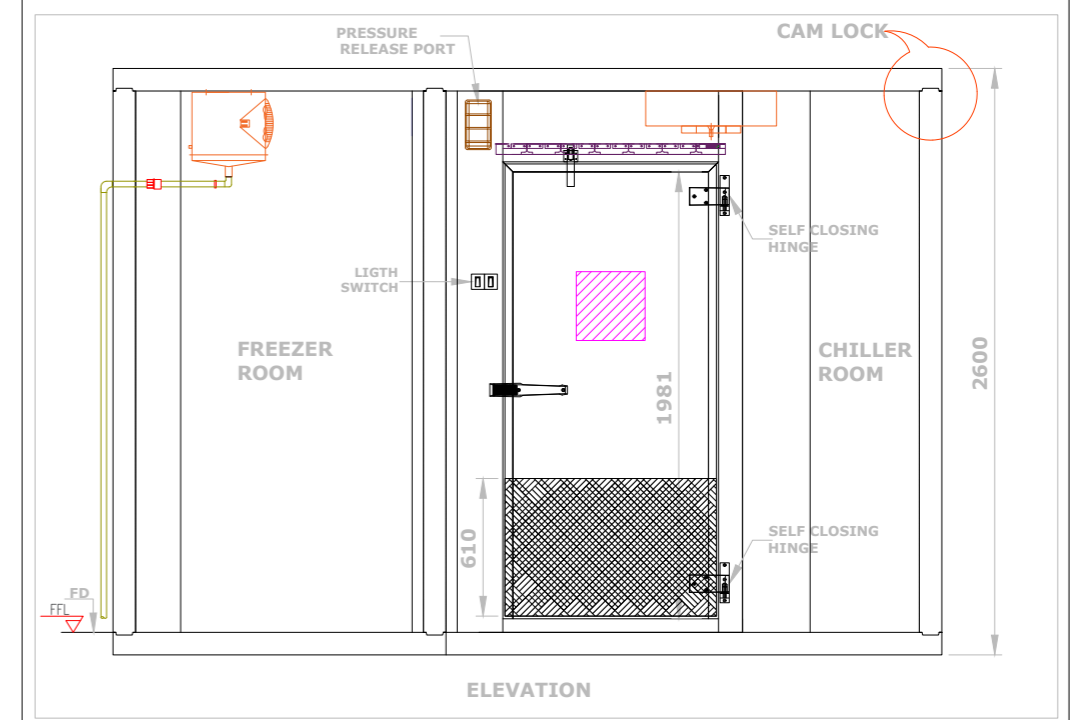 PRESSURE
RELEASE PORT
CAM LOCK
SELF CLOSING
HINGE
LIGTH
SWITCH
FREEZER
ROOM
CHILLER
ROOM
2600
1981
610
SELF CLOSING
HINGE
FD
FFL
ELEVATION